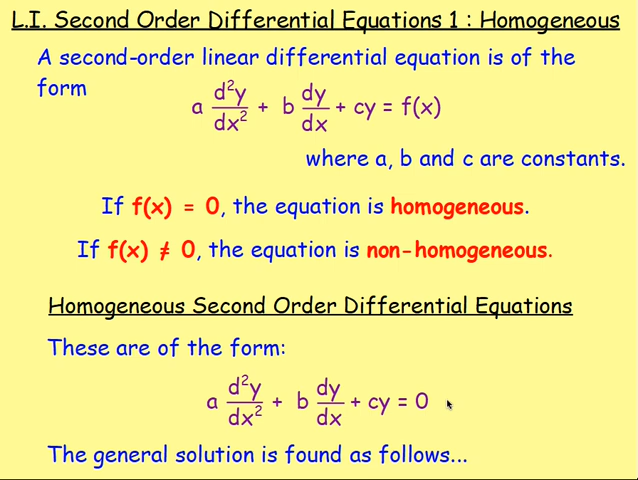 L.I. Second Order Differential Equations 1 : Homogeneous
A second-order linear differential equation is of the
form
a d²y/dx² + b dy/dx + cy = f(x)
where a, b and c are constants.
If f(x) = 0, the equation is homogeneous.
If f(x) ≠ 0, the equation is non-homogeneous.
Homogeneous Second Order Differential Equations
These are of the form:
a d²y/dx² + b dy/dx + cy = 0
The general solution is found as follows...